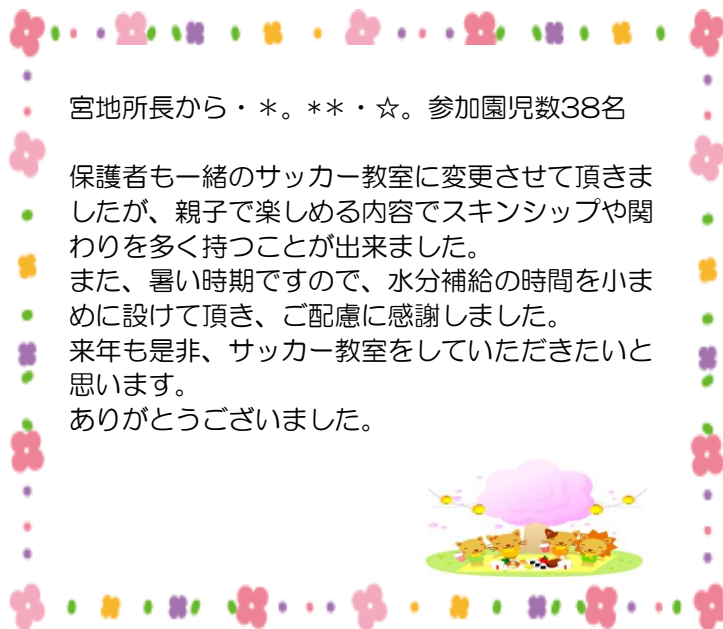 宮地所長から・＊。＊＊・☆。参加園児数38名
保護者も一緒のサッカー教室に変更させて頂きま
したが、親子で楽しめる内容でスキンシップや関
わりを多く持つことが出来ました。
また、暑い時期ですので、水分補給の時間を小ま
めに設けて頂き、ご配慮に感謝しました。
来年も是非、サッカー教室をしていただきたいと
思います。
ありがとうございました。